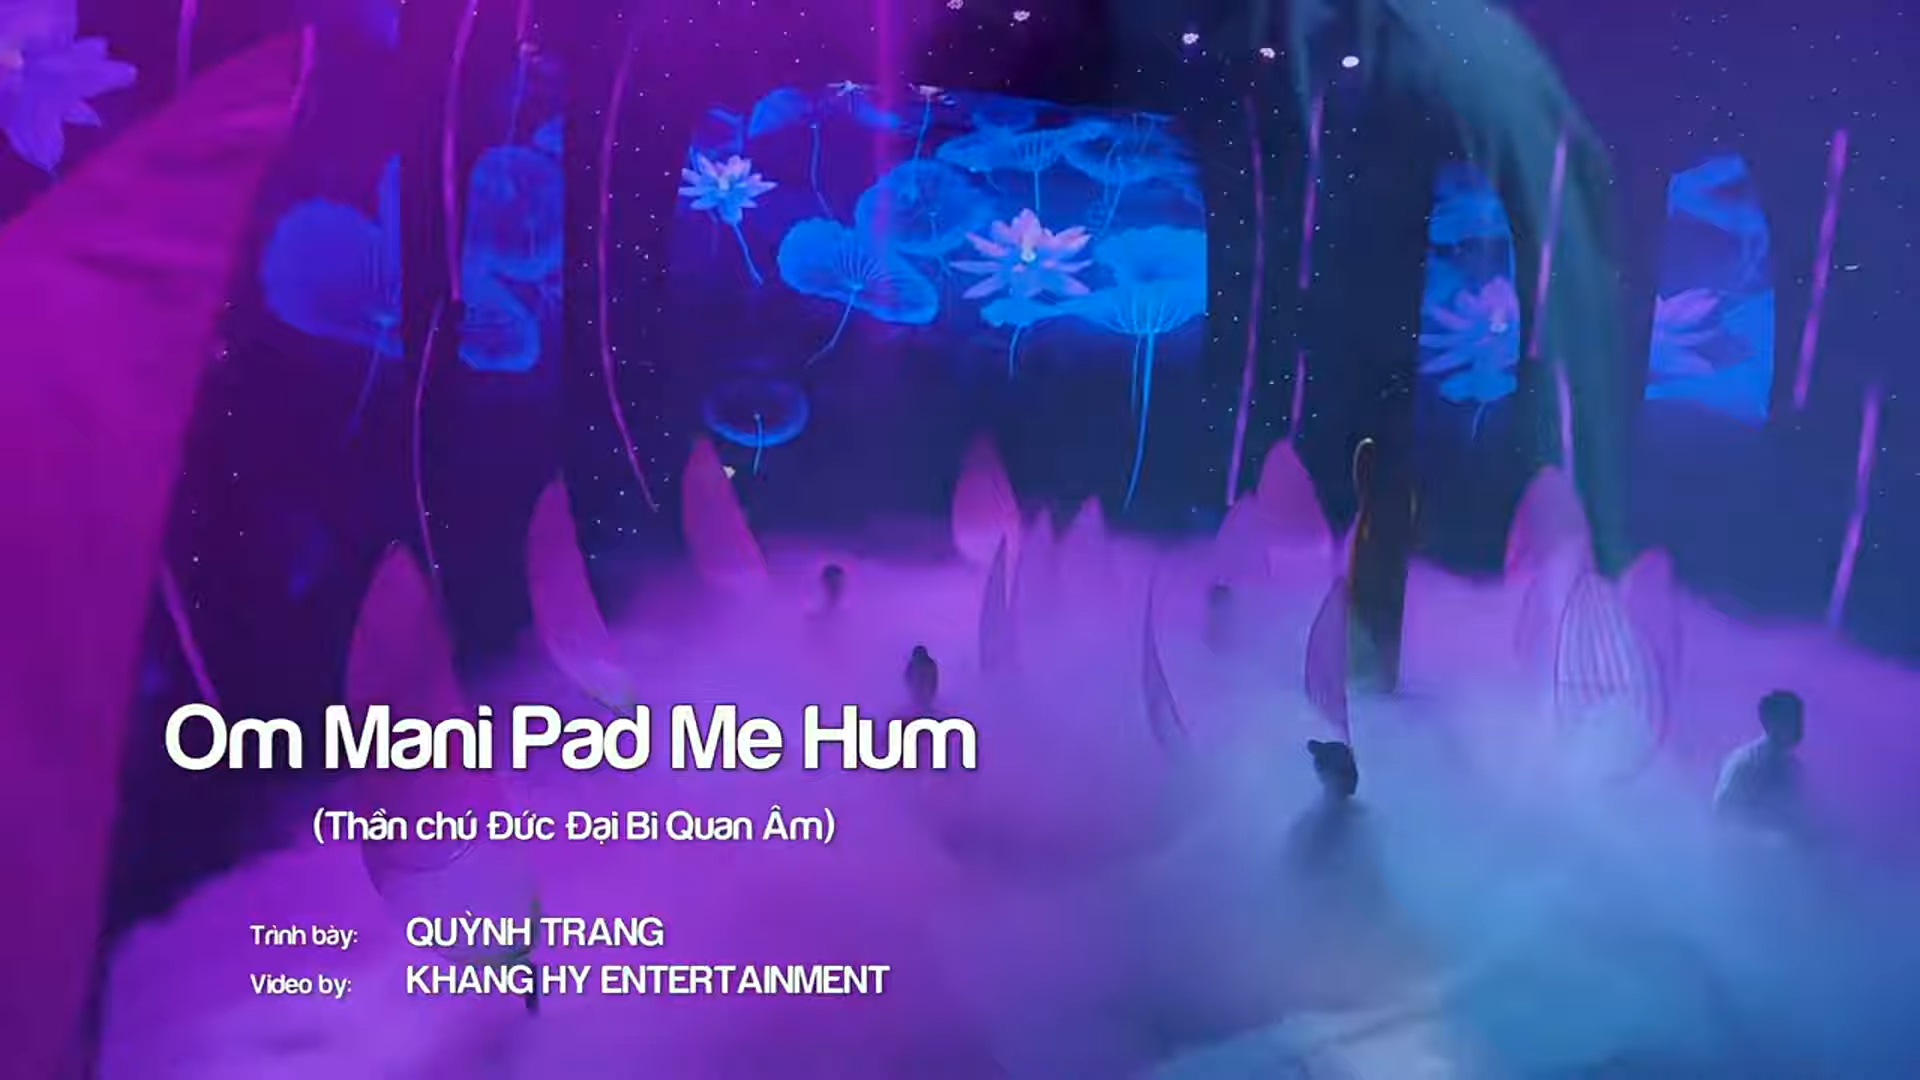 Om Mani Pad Me Hum
(Thần chú Đức Đại Bi Quan Âm)
Trình bày: QUỲNH TRANG
Video by: KHANG HY ENTERTAINMENT